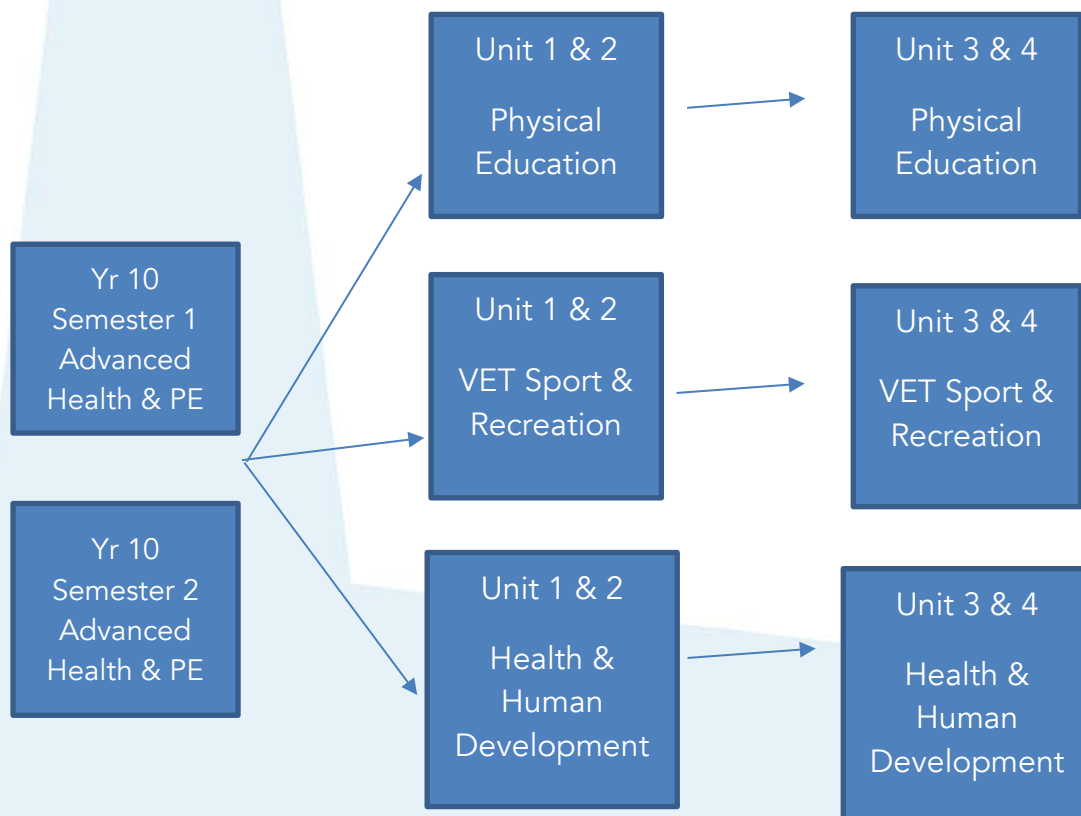 Yr 10
Semester 1
Advanced
Health & PE
Yr 10
Semester 2
Advanced
Health & PE
Unit 1 & 2
Physical
Education
Unit 3 & 4
Physical
Education
Unit 1 & 2
VET Sport &
Recreation
Unit 3 & 4
VET Sport &
Recreation
Unit 1 & 2
Health &
Human
Development
Unit 3 & 4
Health &
Human
Development